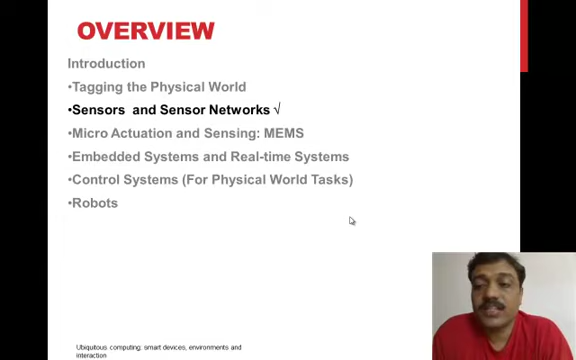 OVERVIEW
Introduction
•Tagging the Physical World
•Sensors  and Sensor Networks √
•Micro Actuation and Sensing: MEMS
•Embedded Systems and Real-time Systems
•Control Systems (For Physical World Tasks)
•Robots
Ubiquitous computing: smart devices, environments and
interaction